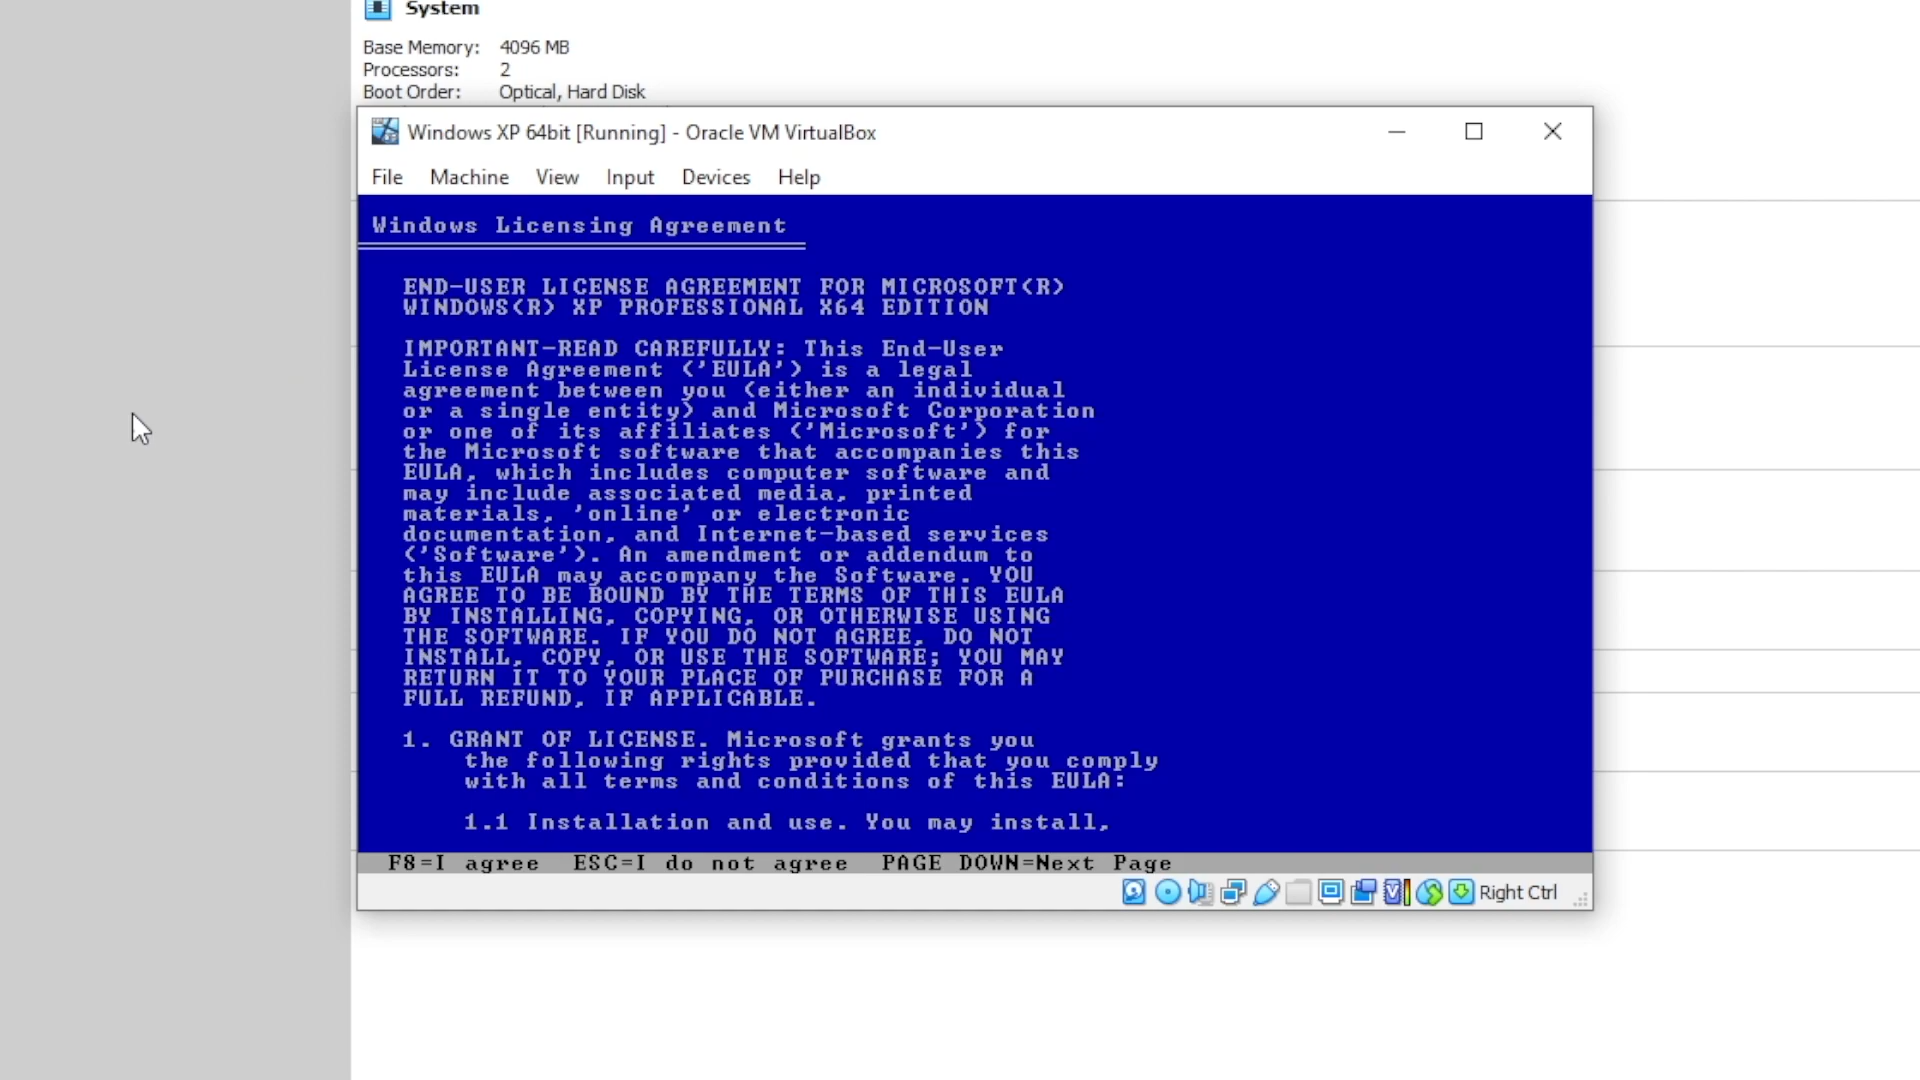 System
Base Memory: 4096 MB
Processors: 2
Boot Order: Optical, Hard Disk
Windows XP 64bit [Running] - Oracle VM VirtualBox
File Machine View Input Devices Help
Windows Licensing Agreement
END-USER LICENSE AGREEMENT FOR MICROSOFT(R)
WINDOWS(R) XP PROFESSIONAL X64 EDITION
IMPORTANT-READ CAREFULLY: This End-User
License Agreement ('EULA') is a legal
agreement between you (either an individual
or a single entity) and Microsoft Corporation
or one of its affiliates ('Microsoft') for
the Microsoft software that accompanies this
EULA, which includes computer software and
may include associated media, printed
materials, 'online' or electronic
documentation, and Internet-based services
('Software'). An amendment or addendum to
this EULA may accompany the Software. YOU
AGREE TO BE BOUND BY THE TERMS OF THIS EULA
BY INSTALLING, COPYING, OR OTHERWISE USING
THE SOFTWARE. IF YOU DO NOT AGREE, DO NOT
INSTALL, COPY, OR USE THE SOFTWARE; YOU MAY
RETURN IT TO YOUR PLACE OF PURCHASE FOR A
FULL REFUND, IF APPLICABLE.
1. GRANT OF LICENSE. Microsoft grants you
the following rights provided that you comply
with all terms and conditions of this EULA:
1.1 Installation and use. You may install,
F8=I agree ESC=I do not agree PAGE DOWN=Next Page
Right Ctrl